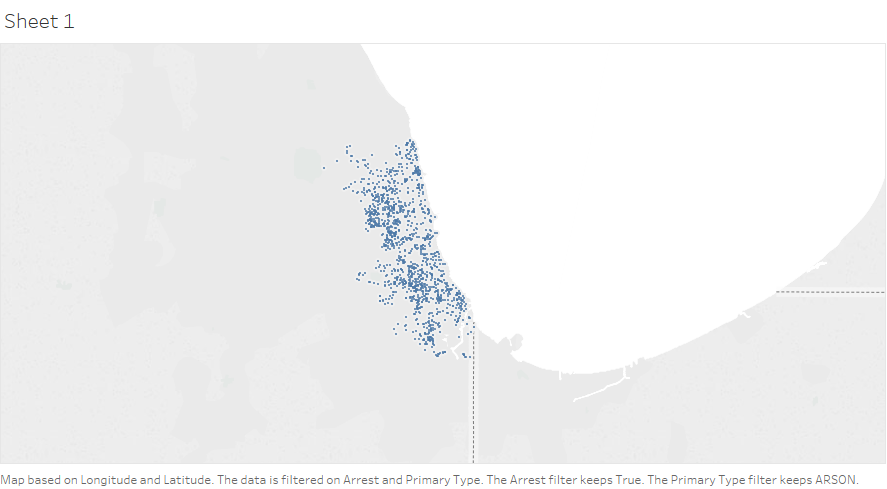 Sheet 1
Map based on Longitude and Latitude. The data is filtered on Arrest and Primary Type. The Arrest filter keeps True. The Primary Type filter keeps ARSON.